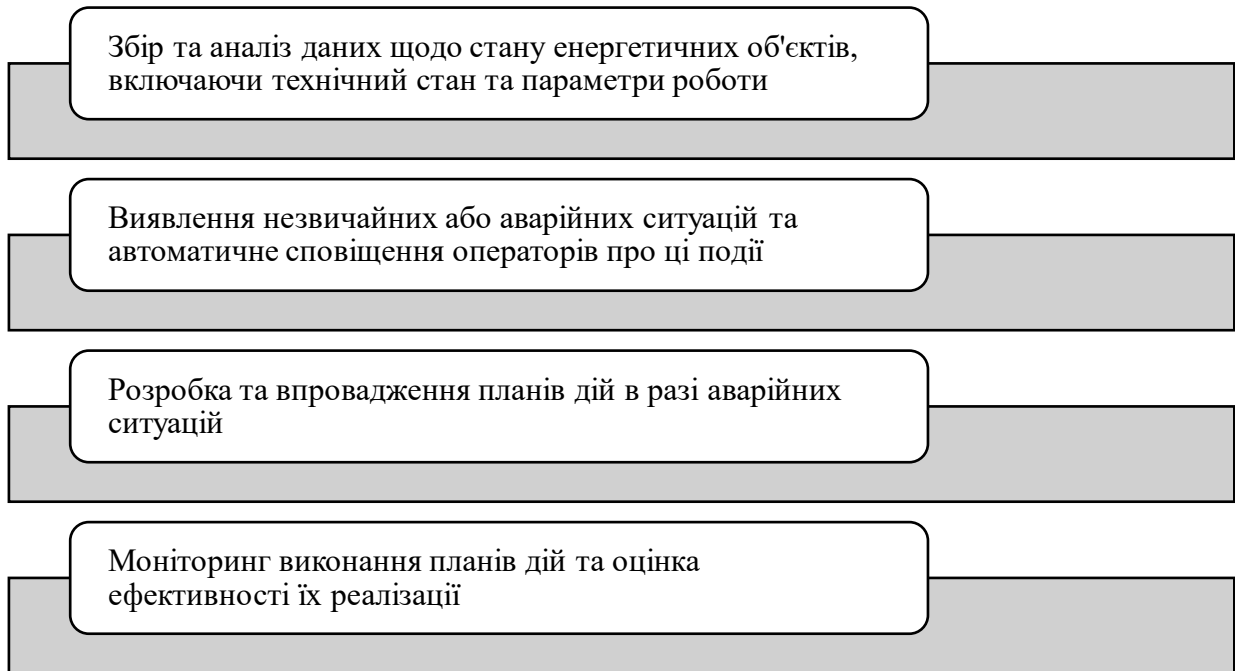 Збір та аналіз даних щодо стану енергетичних об'єктів,
включаючи технічний стан та параметри роботи
Виявлення незвичайних або аварійних ситуацій та
автоматичне сповіщення операторів про ці події
Розробка та впровадження планів дій в разі аварійних
ситуацій
Моніторинг виконання планів дій та оцінка
ефективності їх реалізації